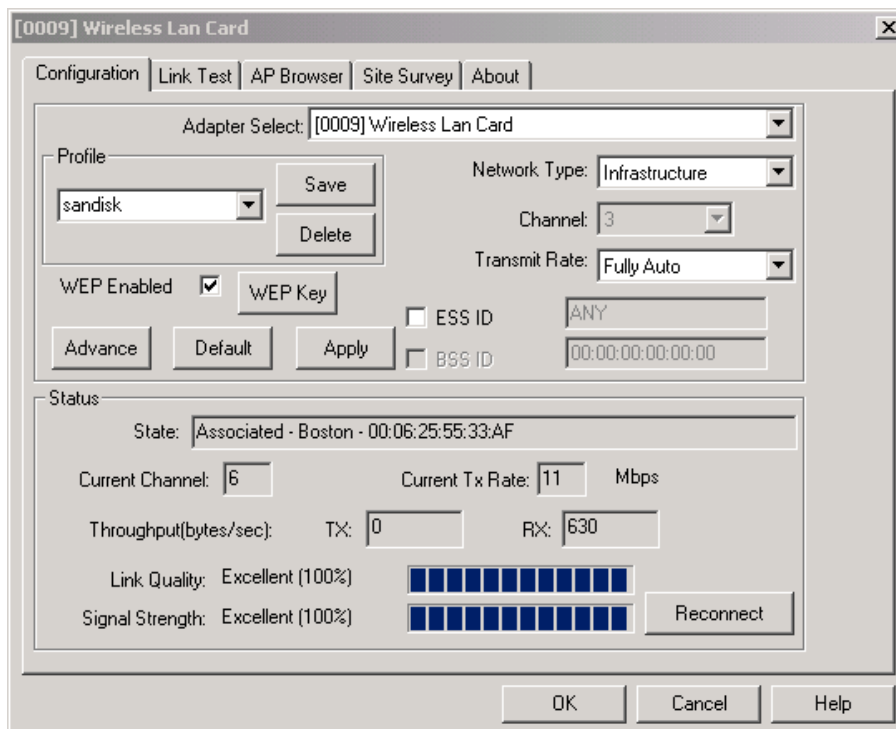 [0009] Wireless Lan Card
Configuration Link Test AP Browser Site Survey About
Adapter Select: [0009] Wireless Lan Card
Profile
sandisk
Save
Delete
Network Type: Infrastructure
Channel: 3
Transmit Rate: Fully Auto
WEP Enabled WEP Key
ESS ID ANY
BSS ID 00:00:00:00:00:00
Advance Default Apply
Status
State: Associated - Boston - 00:06:25:55:33:AF
Current Channel: 6 Current Tx Rate: 11 Mbps
Throughput(bytes/sec): TX: 0 RX: 630
Link Quality: Excellent (100%)
Signal Strength: Excellent (100%)
Reconnect
OK Cancel Help